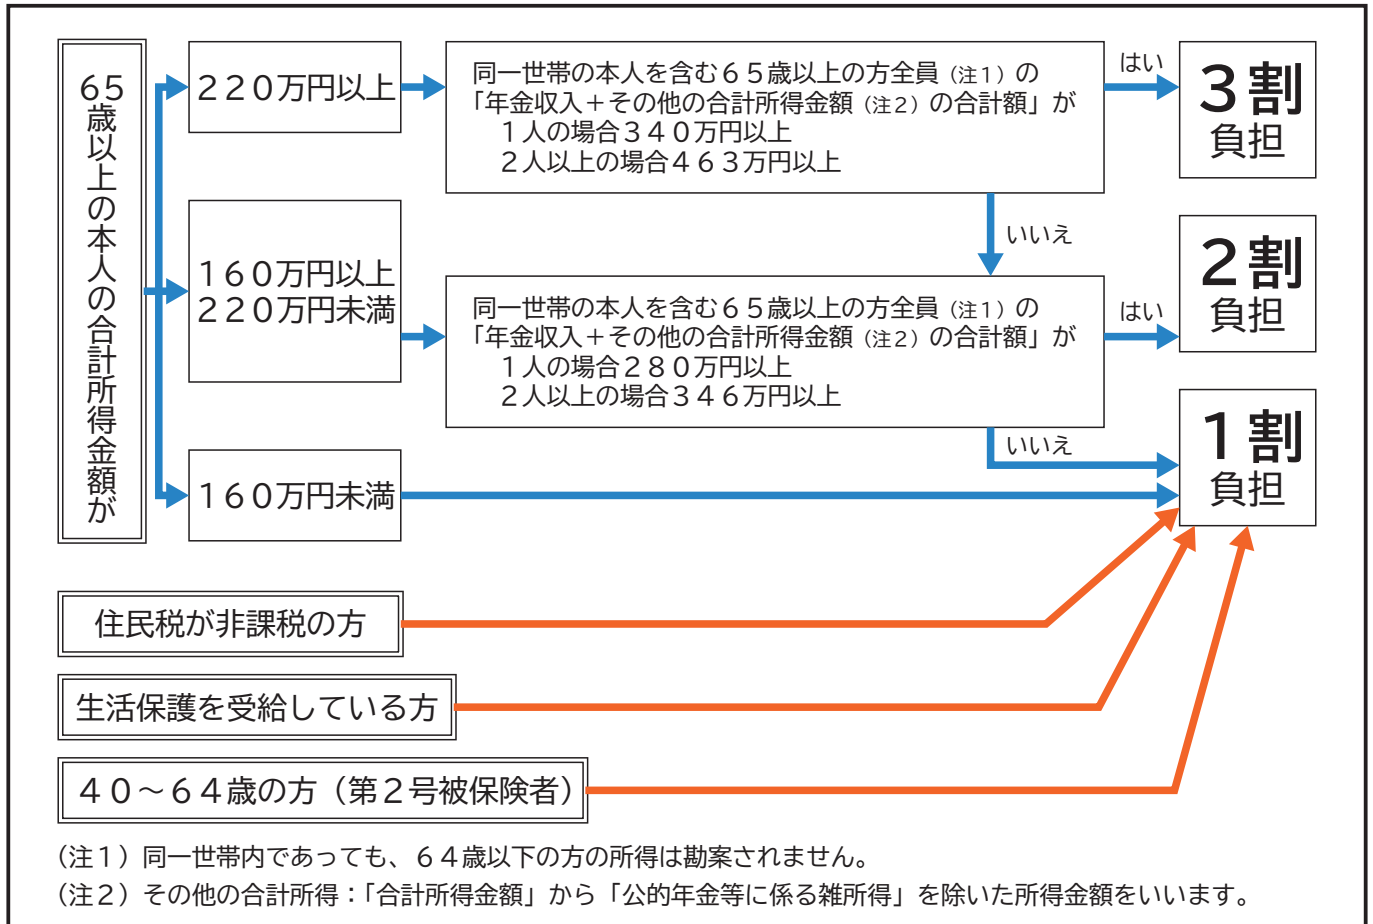 65歳以上の本人の合計所得金額が
２２０万円以上
同一世帯の本人を含む６５歳以上の方全員（注１）の
「年金収入＋その他の合計所得金額（注２）の合計額」が
１人の場合３４０万円以上
２人以上の場合４６３万円以上
はい
３割
負担
いいえ
１６０万円以上
２２０万円未満
同一世帯の本人を含む６５歳以上の方全員（注１）の
「年金収入＋その他の合計所得金額（注２）の合計額」が
１人の場合２８０万円以上
２人以上の場合３４６万円以上
はい
２割
負担
いいえ
１６０万円未満
１割
負担
住民税が非課税の方
生活保護を受給している方
４０～６４歳の方（第２号被保険者）
（注１）同一世帯内であっても、６４歳以下の方の所得は勘案されません。
（注２）その他の合計所得：「合計所得金額」から「公的年金等に係る雑所得」を除いた所得金額をいいます。